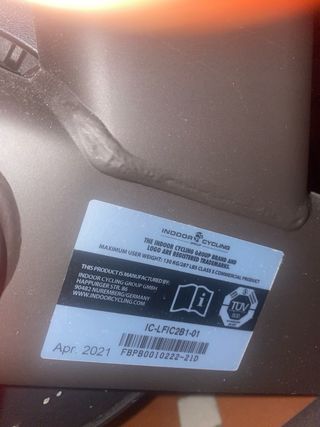 INDOOR CYCLING
GROUP
THE INDOOR CYCLING GROUP BRAND AND
LOGO ARE REGISTERED TRADEMARKS.
MAXIMUM USER WEIGHT: 130 KG/287 LBS CLASS S COMMERCIAL PRODUCT
THIS PRODUCT IS MANUFACTURED BY:
INDOOR CYCLING GROUP GMBH
HAPPURGER STR. 86
90482 NUREMBERG/GERMANY
WWW.INDOORCYCLING.COM
TÜV
IC-LFIC2B1-01
Apr. 2021
FBPB0010222-21D